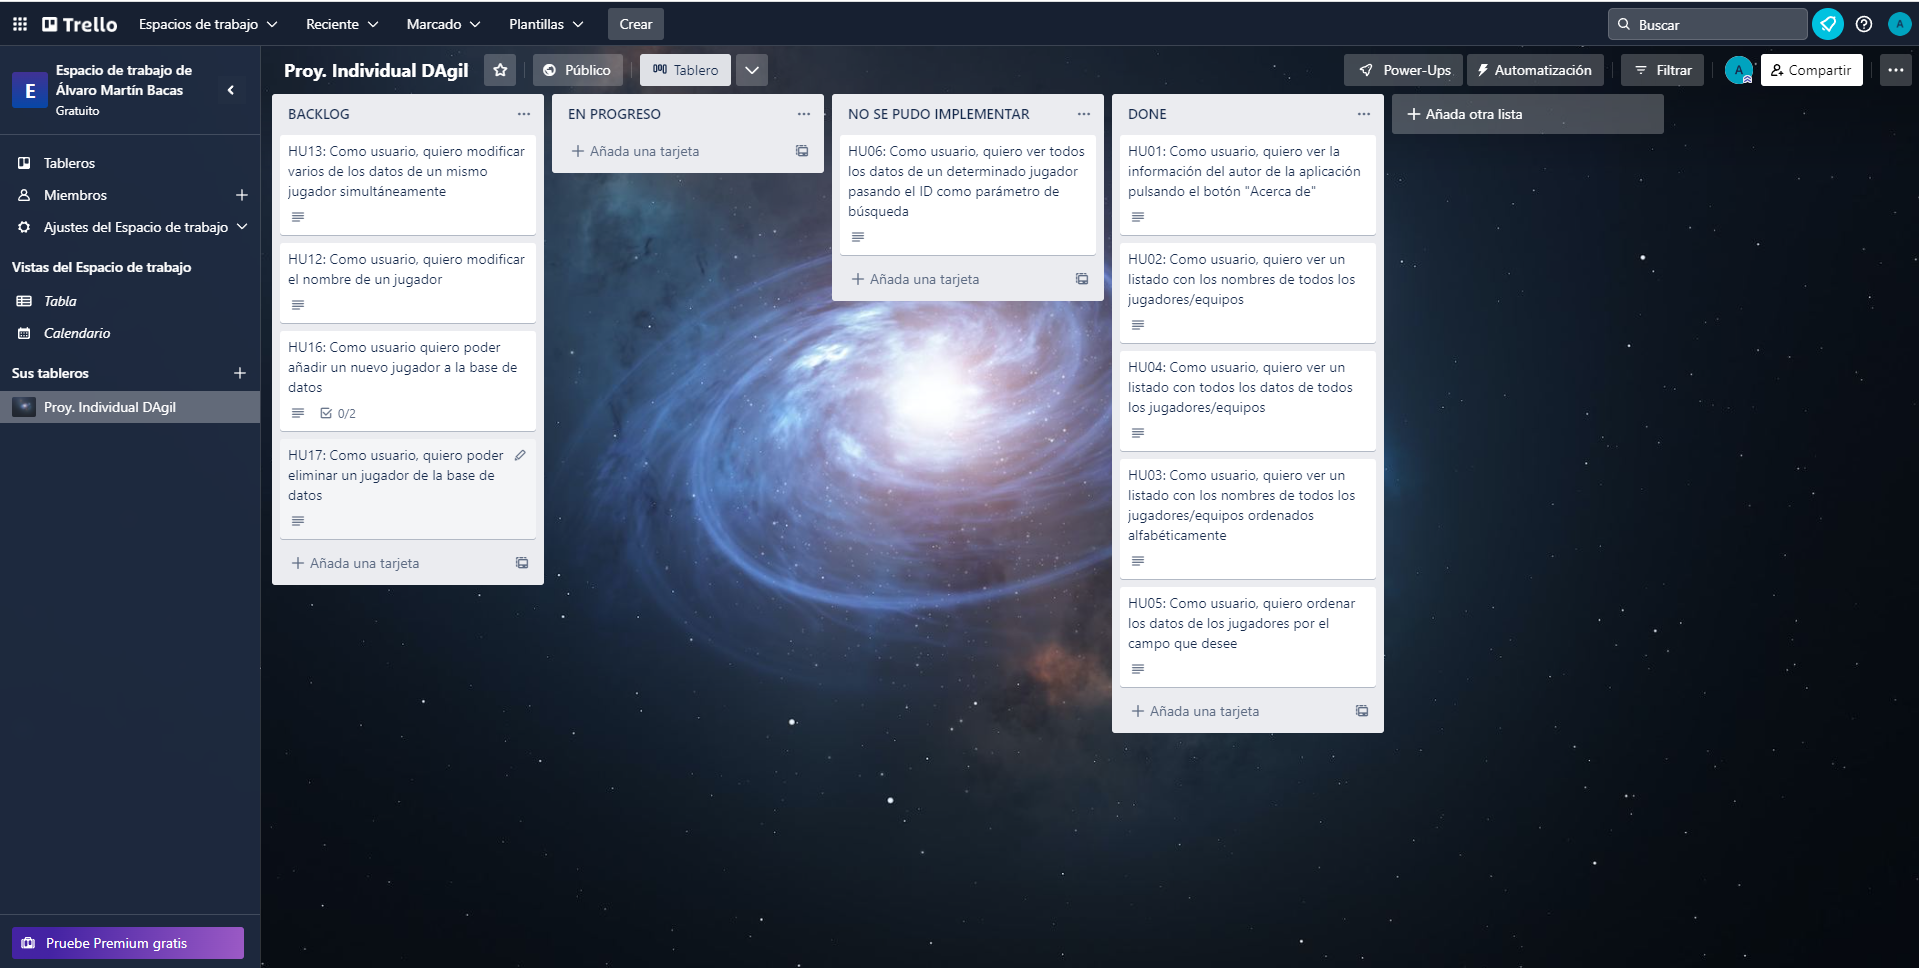 Trello
Espacios de trabajo
Reciente
Marcado
Plantillas
Crear
Buscar
A
E
Espacio de trabajo de
Álvaro Martín Bacas
Gratuito
Tableros
Miembros
Ajustes del Espacio de trabajo
Vistas del Espacio de trabajo
Tabla
Calendario
Sus tableros
Proy. Individual DAgil
Pruebe Premium gratis
Proy. Individual DAgil
Público
Tablero
Power-Ups
Automatización
Filtrar
A
Compartir
BACKLOG
HU13: Como usuario, quiero modificar
varios de los datos de un mismo
jugador simultáneamente
HU12: Como usuario, quiero modificar
el nombre de un jugador
HU16: Como usuario quiero poder
añadir un nuevo jugador a la base de
datos
0/2
HU17: Como usuario, quiero poder
eliminar un jugador de la base de
datos
Añada una tarjeta
EN PROGRESO
Añada una tarjeta
NO SE PUDO IMPLEMENTAR
HU06: Como usuario, quiero ver todos
los datos de un determinado jugador
pasando el ID como parámetro de
búsqueda
Añada una tarjeta
DONE
HU01: Como usuario, quiero ver la
información del autor de la aplicación
pulsando el botón "Acerca de"
HU02: Como usuario, quiero ver un
listado con los nombres de todos los
jugadores/equipos
HU04: Como usuario, quiero ver un
listado con todos los datos de todos
los jugadores/equipos
HU03: Como usuario, quiero ver un
listado con los nombres de todos los
jugadores/equipos ordenados
alfabéticamente
HU05: Como usuario, quiero ordenar
los datos de los jugadores por el
campo que desee
Añada una tarjeta
Añada otra lista